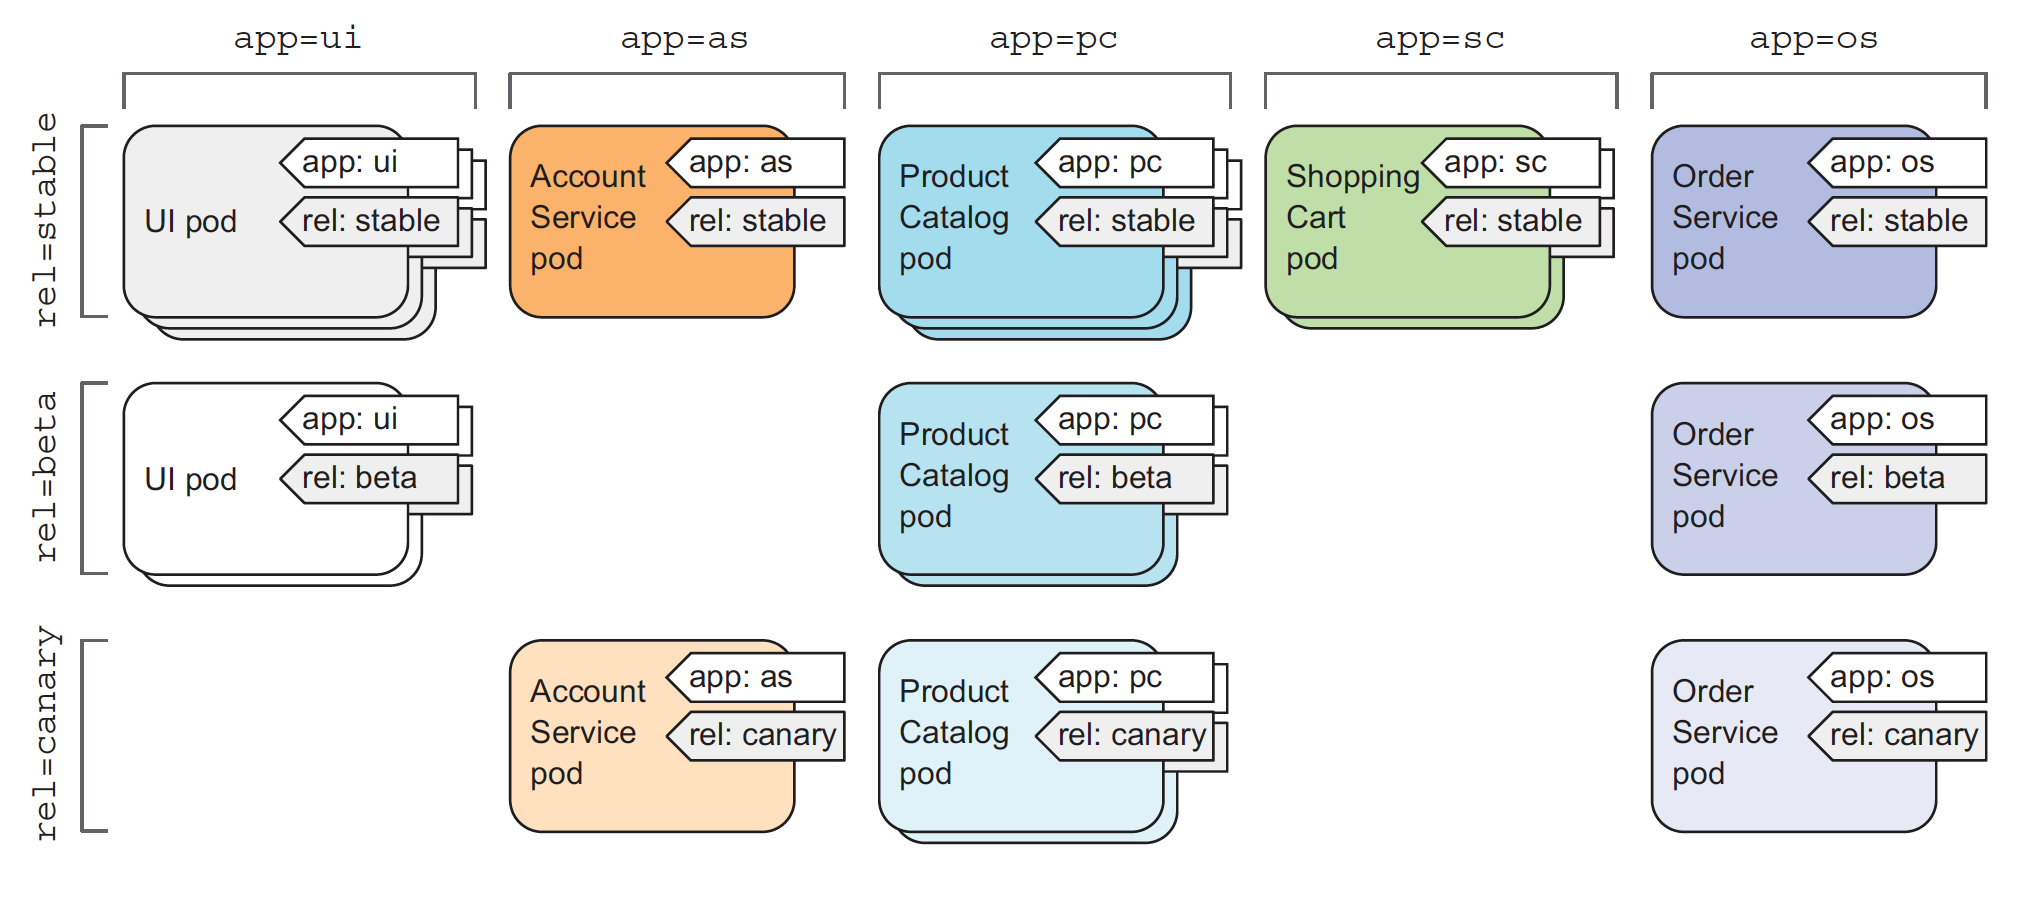 app=ui
app=as
app=pc
app=sc
app=os
rel=stable
UI pod
app: ui
rel: stable
Account
Service
pod
app: as
rel: stable
Product
Catalog
pod
app: pc
rel: stable
Shopping
Cart
pod
app: sc
rel: stable
Order
Service
pod
app: os
rel: stable
rel=beta
UI pod
app: ui
rel: beta
Product
Catalog
pod
app: pc
rel: beta
Order
Service
pod
app: os
rel: beta
rel=canary
Account
Service
pod
app: as
rel: canary
Product
Catalog
pod
app: pc
rel: canary
Order
Service
pod
app: os
rel: canary